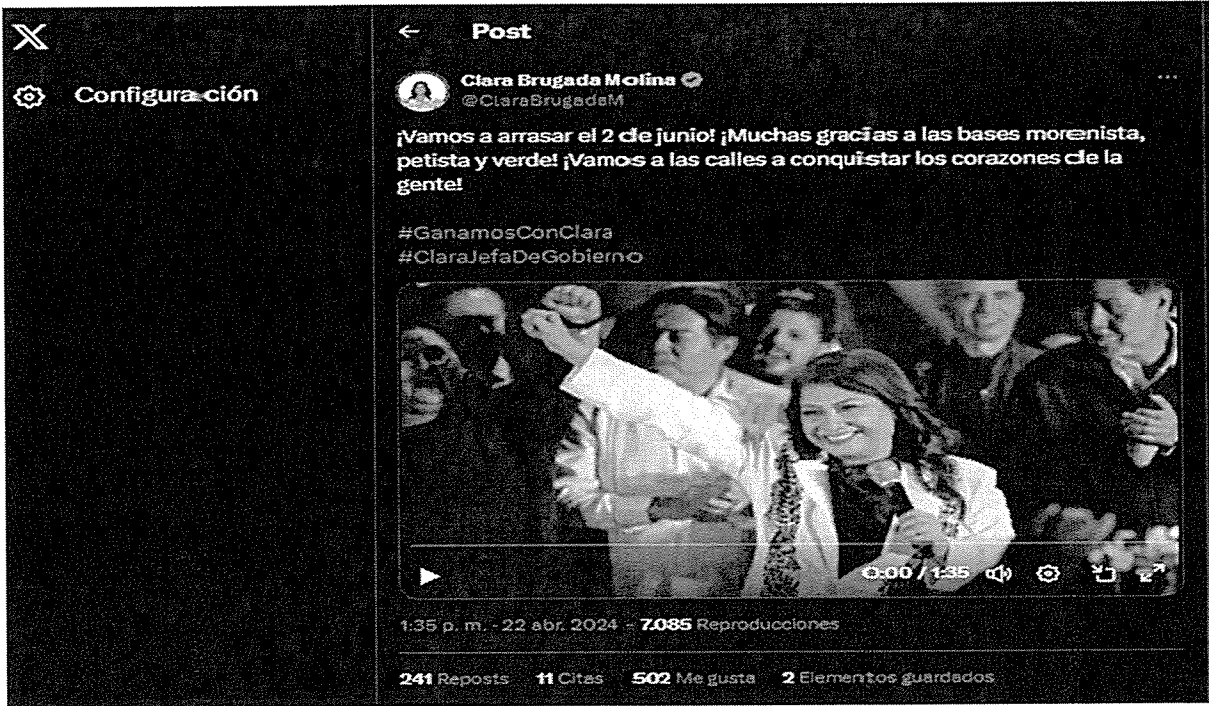 X
Configuración
← Post
Clara Brugada Molina
@ClaraBrugadaM
¡Vamos a arrasar el 2 de junio! ¡Muchas gracias a las bases morenista,
petista y verde! ¡Vamos a las calles a conquistar los corazones de la
gente!
#GanamosConClara
#ClaraJefaDeGobierno
0:00 / 1:35
1:35 p. m. - 22 abr. 2024 - 7.085 Reproducciones
241 Reposts 11 Citas 502 Me gusta 2 Elementos guardados